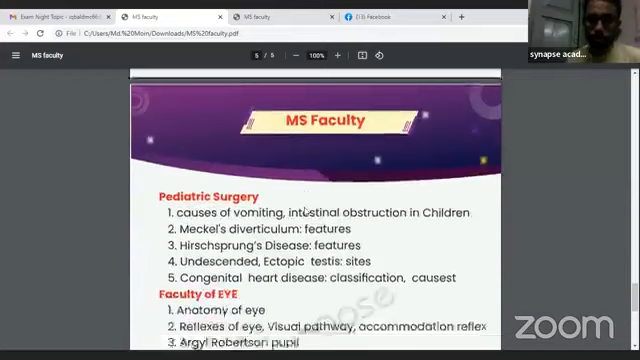 Exam Night Topic -
MS faculty
MS faculty
(13) Facebook
File
C:/Users/Md.%20Moin/Downloads/MS%20faculty.pdf
MS faculty
5 / 5
100%
synapse acad...
MS Faculty
Pediatric Surgery
1. causes of vomiting, intestinal obstruction in Children
2. Meckel's diverticulum: features
3. Hirschsprung's Disease: features
4. Undescended, Ectopic testis: sites
5. Congenital heart disease: classification, causest
Faculty of EYE
1. Anatomy of eye
2. Reflexes of eye, Visual pathway, accommodation reflex
3. Argyl Robertson pupil
zoom